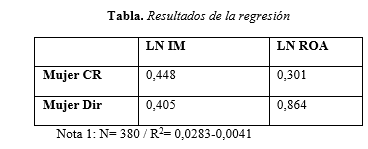 Tabla. Resultados de la regresión
LN IM LN ROA
Mujer CR 0,448 0,301
Mujer Dir 0,405 0,864
Nota 1: N= 380 / R²= 0,0283-0,0041